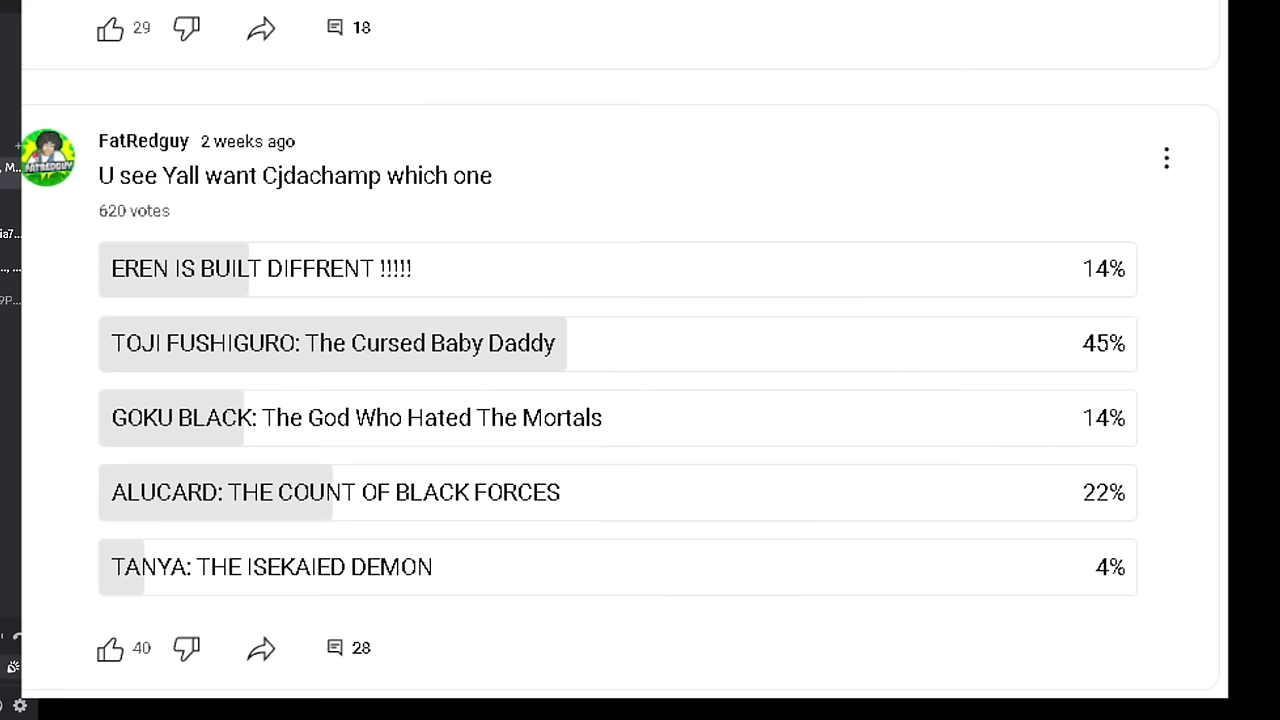 29 18
FatRedguy 2 weeks ago
U see Yall want Cjdachamp which one
620 votes
EREN IS BUILT DIFFRENT !!!!! 14%
TOJI FUSHIGURO: The Cursed Baby Daddy 45%
GOKU BLACK: The God Who Hated The Mortals 14%
ALUCARD: THE COUNT OF BLACK FORCES 22%
TANYA: THE ISEKAIED DEMON 4%
40 28